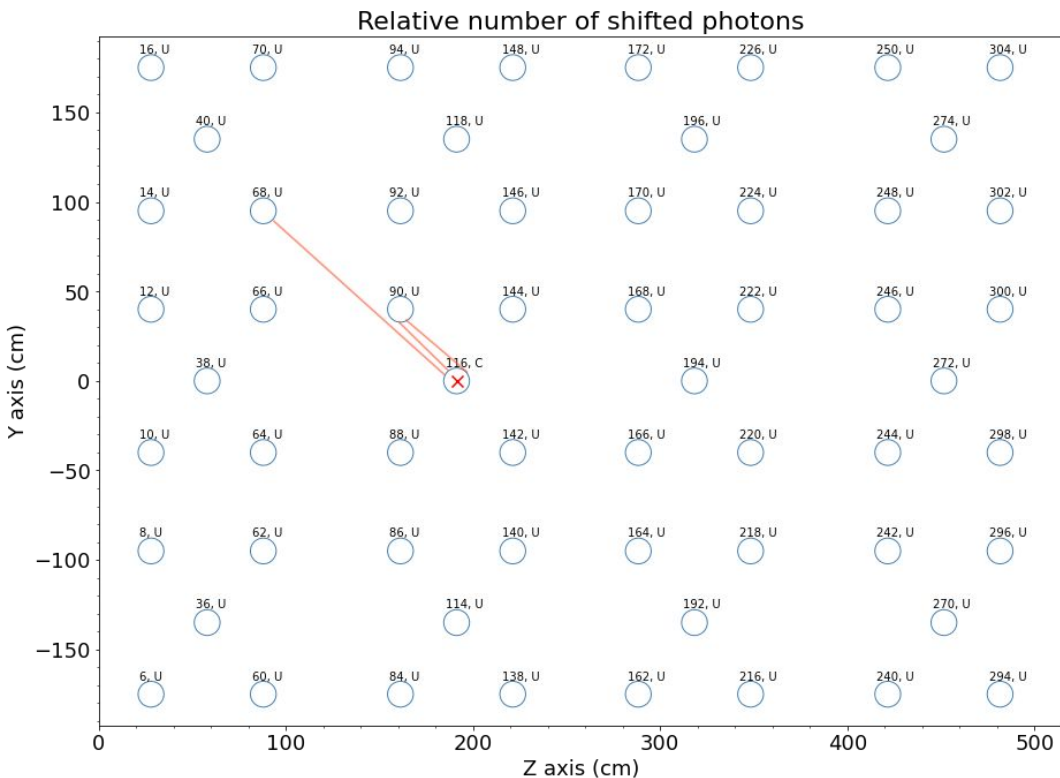 Relative number of shifted photons
16, U 70, U 94, U 148, U 172, U 226, U 250, U 304, U
150
40, U 118, U 196, U 274, U
14, U 68, U 92, U 146, U 170, U 224, U 248, U 302, U
100
12, U 66, U 90, U 144, U 168, U 222, U 246, U 300, U
50
38, U 116, C 194, U 272, U
0
10, U 64, U 88, U 142, U 166, U 220, U 244, U 298, U
−50
8, U 62, U 86, U 140, U 164, U 218, U 242, U 296, U
−100
36, U 114, U 192, U 270, U
−150
6, U 60, U 84, U 138, U 162, U 216, U 240, U 294, U
0 100 200 300 400 500
Z axis (cm)
Y axis (cm)